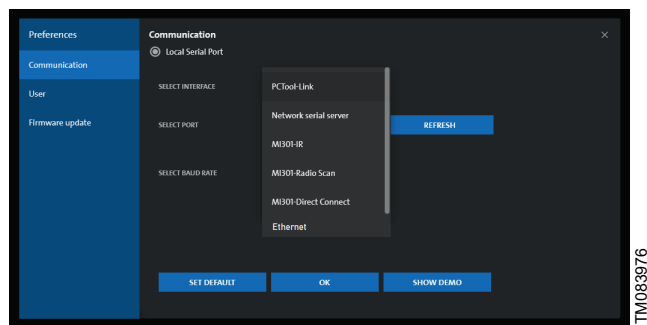 Preferences
Communication
Communication
Local Serial Port
User
SELECT INTERFACE
PCTool-Link
Network serial server
Firmware update
SELECT PORT
REFRESH
MI301-IR
SELECT BAUD RATE
MI301-Radio Scan
MI301-Direct Connect
Ethernet
SET DEFAULT
OK
SHOW DEMO
TM083976